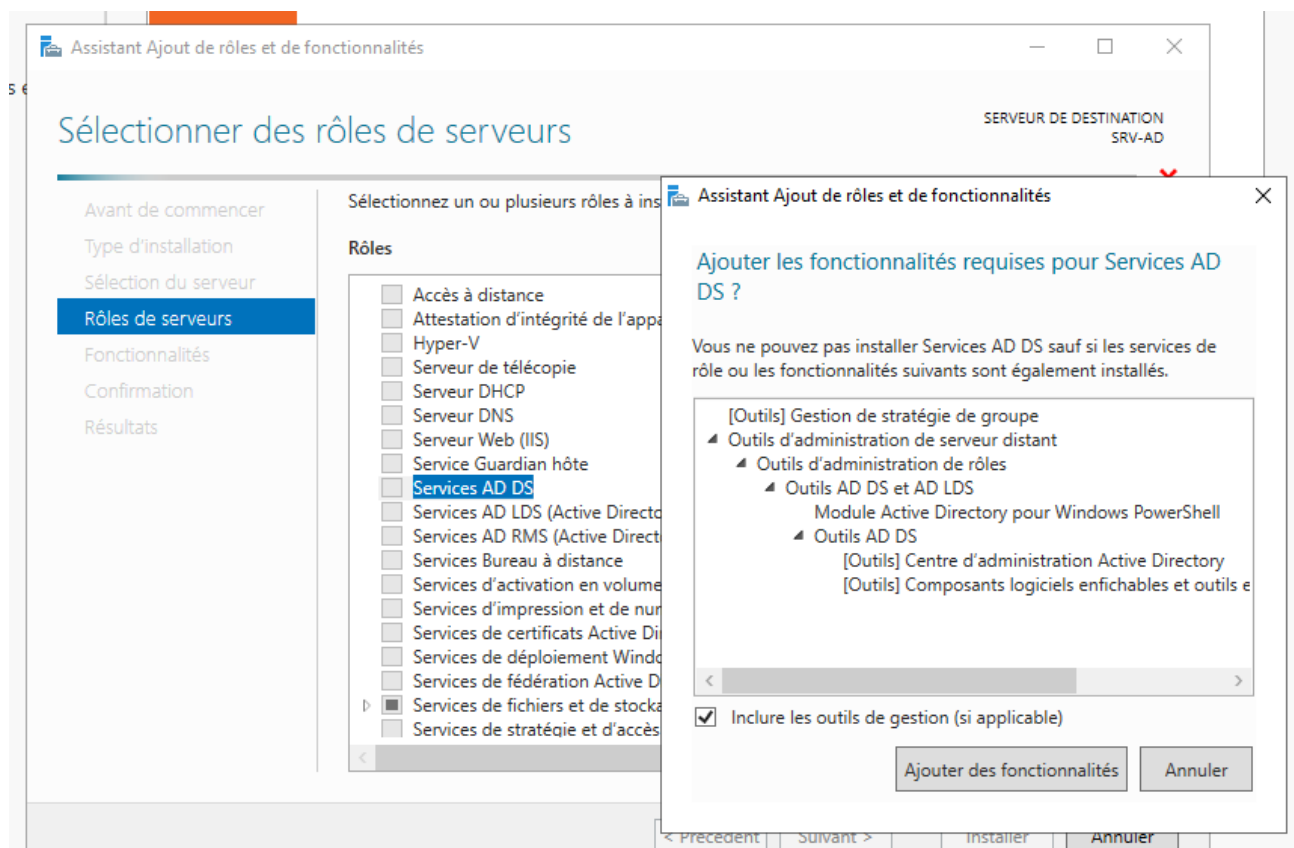 Assistant Ajout de rôles et de fonctionnalités
Sélectionner des rôles de serveurs
SERVEUR DE DESTINATION
SRV-AD
Avant de commencer
Type d'installation
Sélection du serveur
Rôles de serveurs
Fonctionnalités
Confirmation
Résultats
Sélectionnez un ou plusieurs rôles à ins
Rôles
Accès à distance
Attestation d'intégrité de l'appa
Hyper-V
Serveur de télécopie
Serveur DHCP
Serveur DNS
Serveur Web (IIS)
Service Guardian hôte
Services AD DS
Services AD LDS (Active Directo
Services AD RMS (Active Direct
Services Bureau à distance
Services d'activation en volume
Services d'impression et de nur
Services de certificats Active Di
Services de déploiement Windo
Services de fédération Active D
Services de fichiers et de stocka
Services de stratégie et d'accès
Assistant Ajout de rôles et de fonctionnalités
Ajouter les fonctionnalités requises pour Services AD
DS ?
Vous ne pouvez pas installer Services AD DS sauf si les services de
rôle ou les fonctionnalités suivants sont également installés.
[Outils] Gestion de stratégie de groupe
Outils d'administration de serveur distant
Outils d'administration de rôles
Outils AD DS et AD LDS
Module Active Directory pour Windows PowerShell
Outils AD DS
[Outils] Centre d'administration Active Directory
[Outils] Composants logiciels enfichables et outils e
Inclure les outils de gestion (si applicable)
Ajouter des fonctionnalités
Annuler
< Précédent
Suivant >
Installer
Annuler